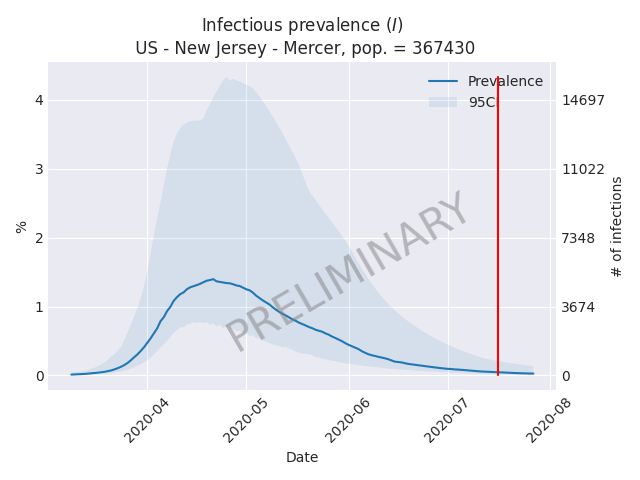 Infectious prevalence (I)
US - New Jersey - Mercer, pop. = 367430
Prevalence
95CI
4
3
2
1
0
14697
11022
7348
3674
0
%
# of infections
PRELIMINARY
2020-04
2020-05
2020-06
2020-07
2020-08
Date